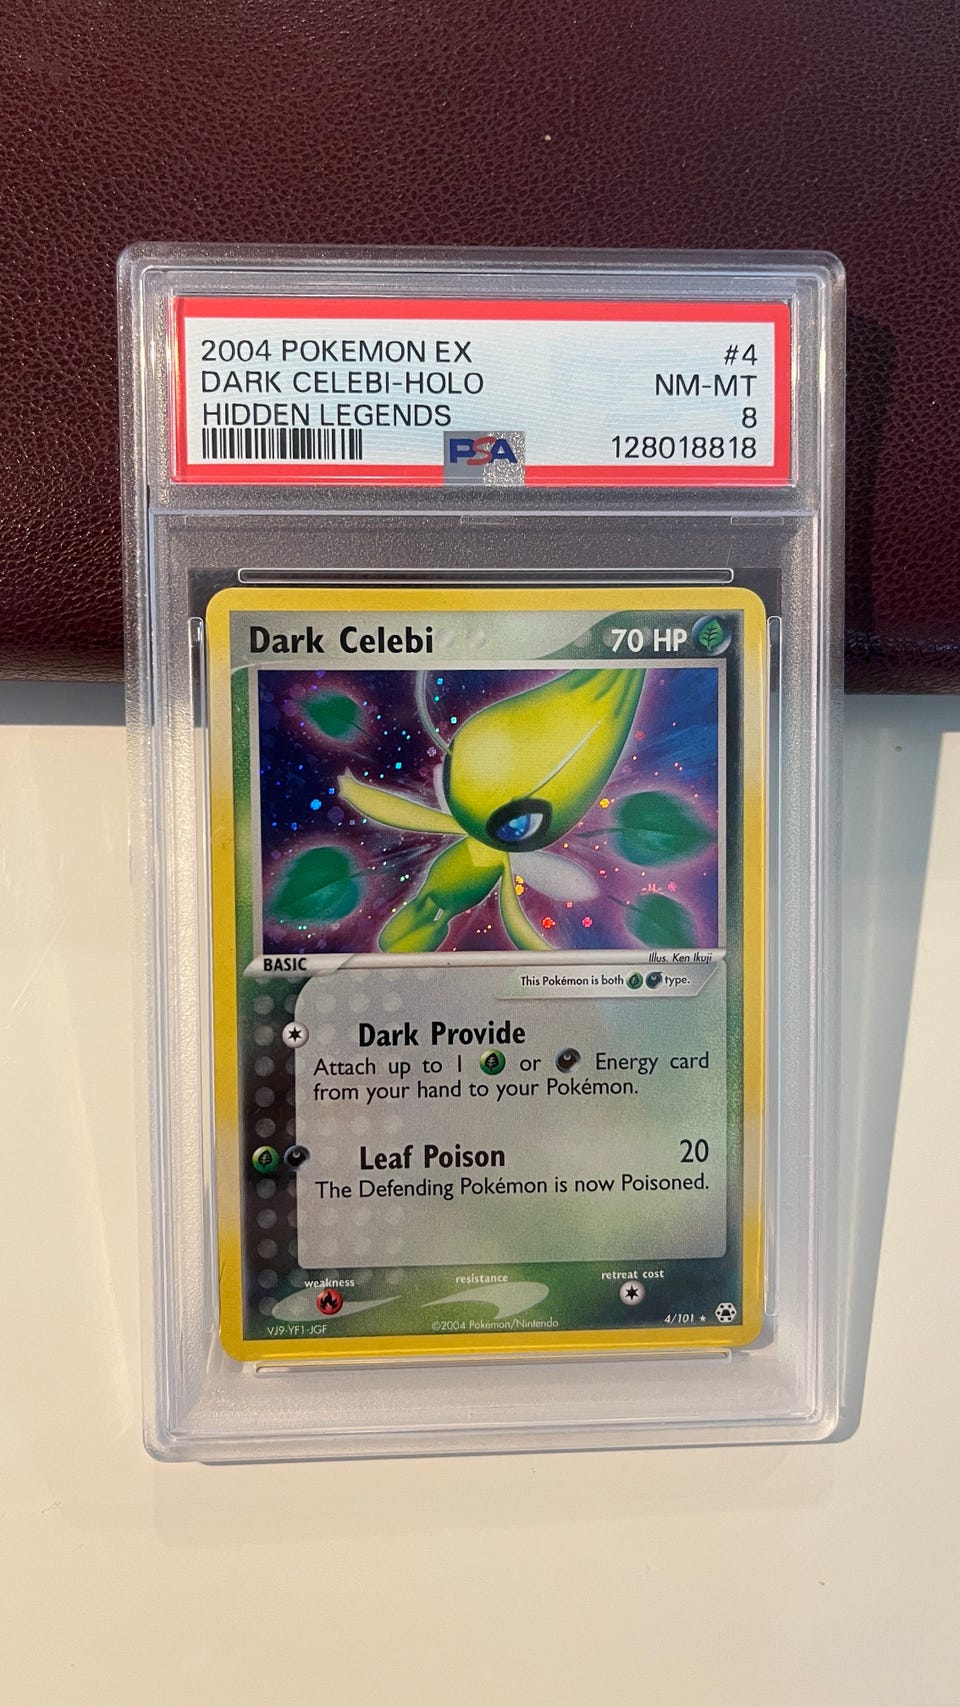 2004 POKEMON EX #4
DARK CELEBI-HOLO NM-MT
HIDDEN LEGENDS 8
PSA 128018818
Dark Celebi 70 HP
BASIC
Illus. Ken Ikuji
This Pokémon is both type.
Dark Provide
Attach up to 1 or Energy card
from your hand to your Pokémon.
Leaf Poison 20
The Defending Pokémon is now Poisoned.
weakness resistance retreat cost
VJ9-YF1-JGF ©2004 Pokémon/Nintendo 4/101 ★